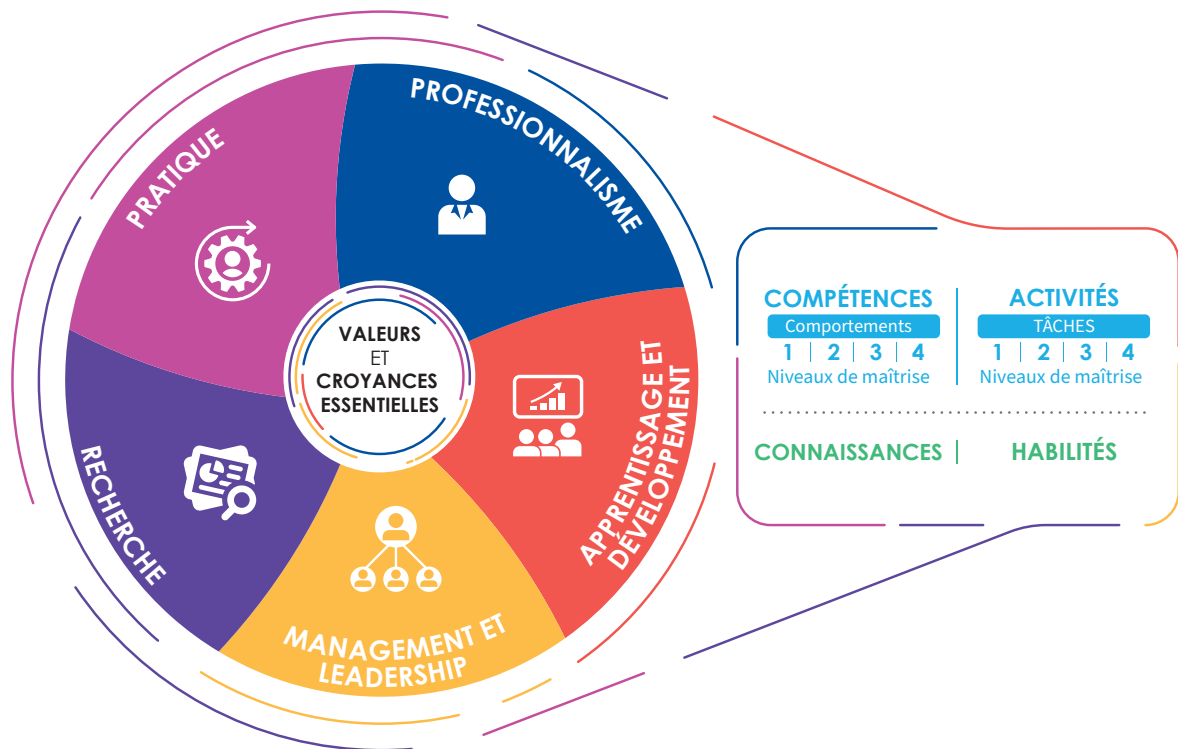 PRATIQUE
PROFESSIONNALISME
APPRENTISSAGE ET
DÉVELOPPEMENT
MANAGEMENT ET
LEADERSHIP
RECHERCHE
VALEURS
ET
CROYANCES
ESSENTIELLES
COMPÉTENCES
Comportements
1 | 2 | 3 | 4
Niveaux de maîtrise
ACTIVITÉS
TÂCHES
1 | 2 | 3 | 4
Niveaux de maîtrise
CONNAISSANCES
HABILITÉS